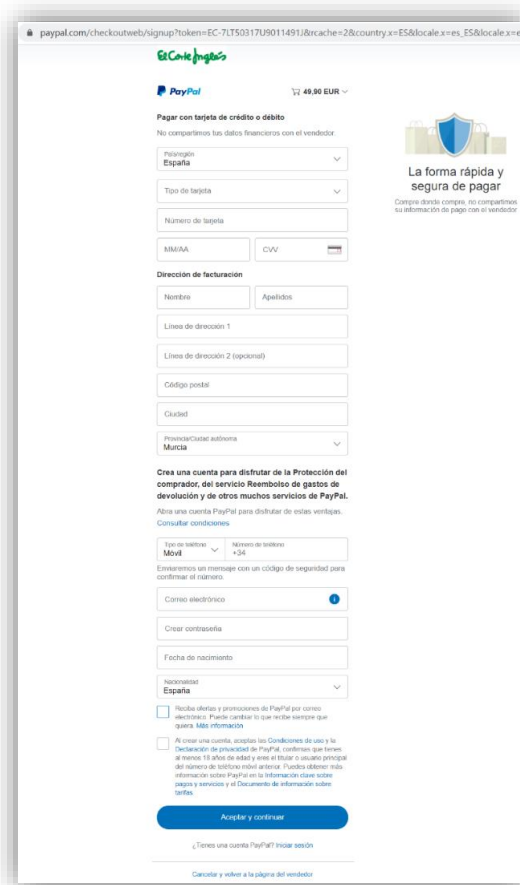 paypal.com/checkoutweb/signup?token=EC-7LT50317U9011491J&rcache=2&country.x=ES&locale.x=es_ES&locale.x=e
El Corte Inglés
PayPal
49,90 EUR
Pagar con tarjeta de crédito o débito
No compartimos tus datos financieros con el vendedor.
País/región
España
Tipo de tarjeta
Número de tarjeta
MM/AA
CVV
Dirección de facturación
Nombre
Apellidos
Línea de dirección 1
Línea de dirección 2 (opcional)
Código postal
Ciudad
Provincia/Ciudad autónoma
Murcia
Crea una cuenta para disfrutar de la Protección del
comprador, del servicio Reembolso de gastos de
devolución y de otros muchos servicios de PayPal.
Abra una cuenta PayPal para disfrutar de estas ventajas.
Consultar condiciones
Tipo de teléfono
Móvil
Número de teléfono
+34
Enviaremos un mensaje con un código de seguridad para
confirmar el número.
Correo electrónico
Crear contraseña
Fecha de nacimiento
Nacionalidad
España
Reciba ofertas y promociones de PayPal por correo
electrónico. Puede cambiar lo que recibe siempre que
quiera. Más información
Al crear una cuenta, aceptas las Condiciones de uso y la
Declaración de privacidad de PayPal, confirmas que tienes
al menos 18 años de edad y eres el titular o usuario principal
del número de teléfono móvil anterior. Puedes obtener más
información sobre PayPal en la Información clave sobre
pagos y servicios y el Documento de información sobre
tarifas
Aceptar y continuar
¿Tienes una cuenta PayPal? Iniciar sesión
Cancelar y volver a la página del vendedor
La forma rápida y
segura de pagar
Compre donde compre, no compartimos
su información de pago con el vendedor